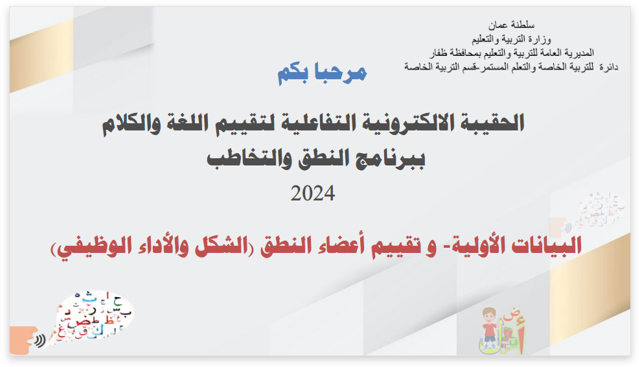 سلطنة عمان
وزارة التربية والتعليم
المديرية العامة للتربية والتعليم بمحافظة ظفار
دائرة للتربية الخاصة والتعلم المستمر-قسم التربية الخاصة
مرحبا بكم
الحقيبة الالكترونية التفاعلية لتقييم اللغة والكلام
ببرنامج النطق والتخاطب
2024
البيانات الأولية- و تقييم أعضاء النطق (الشكل والأداء الوظيفي)